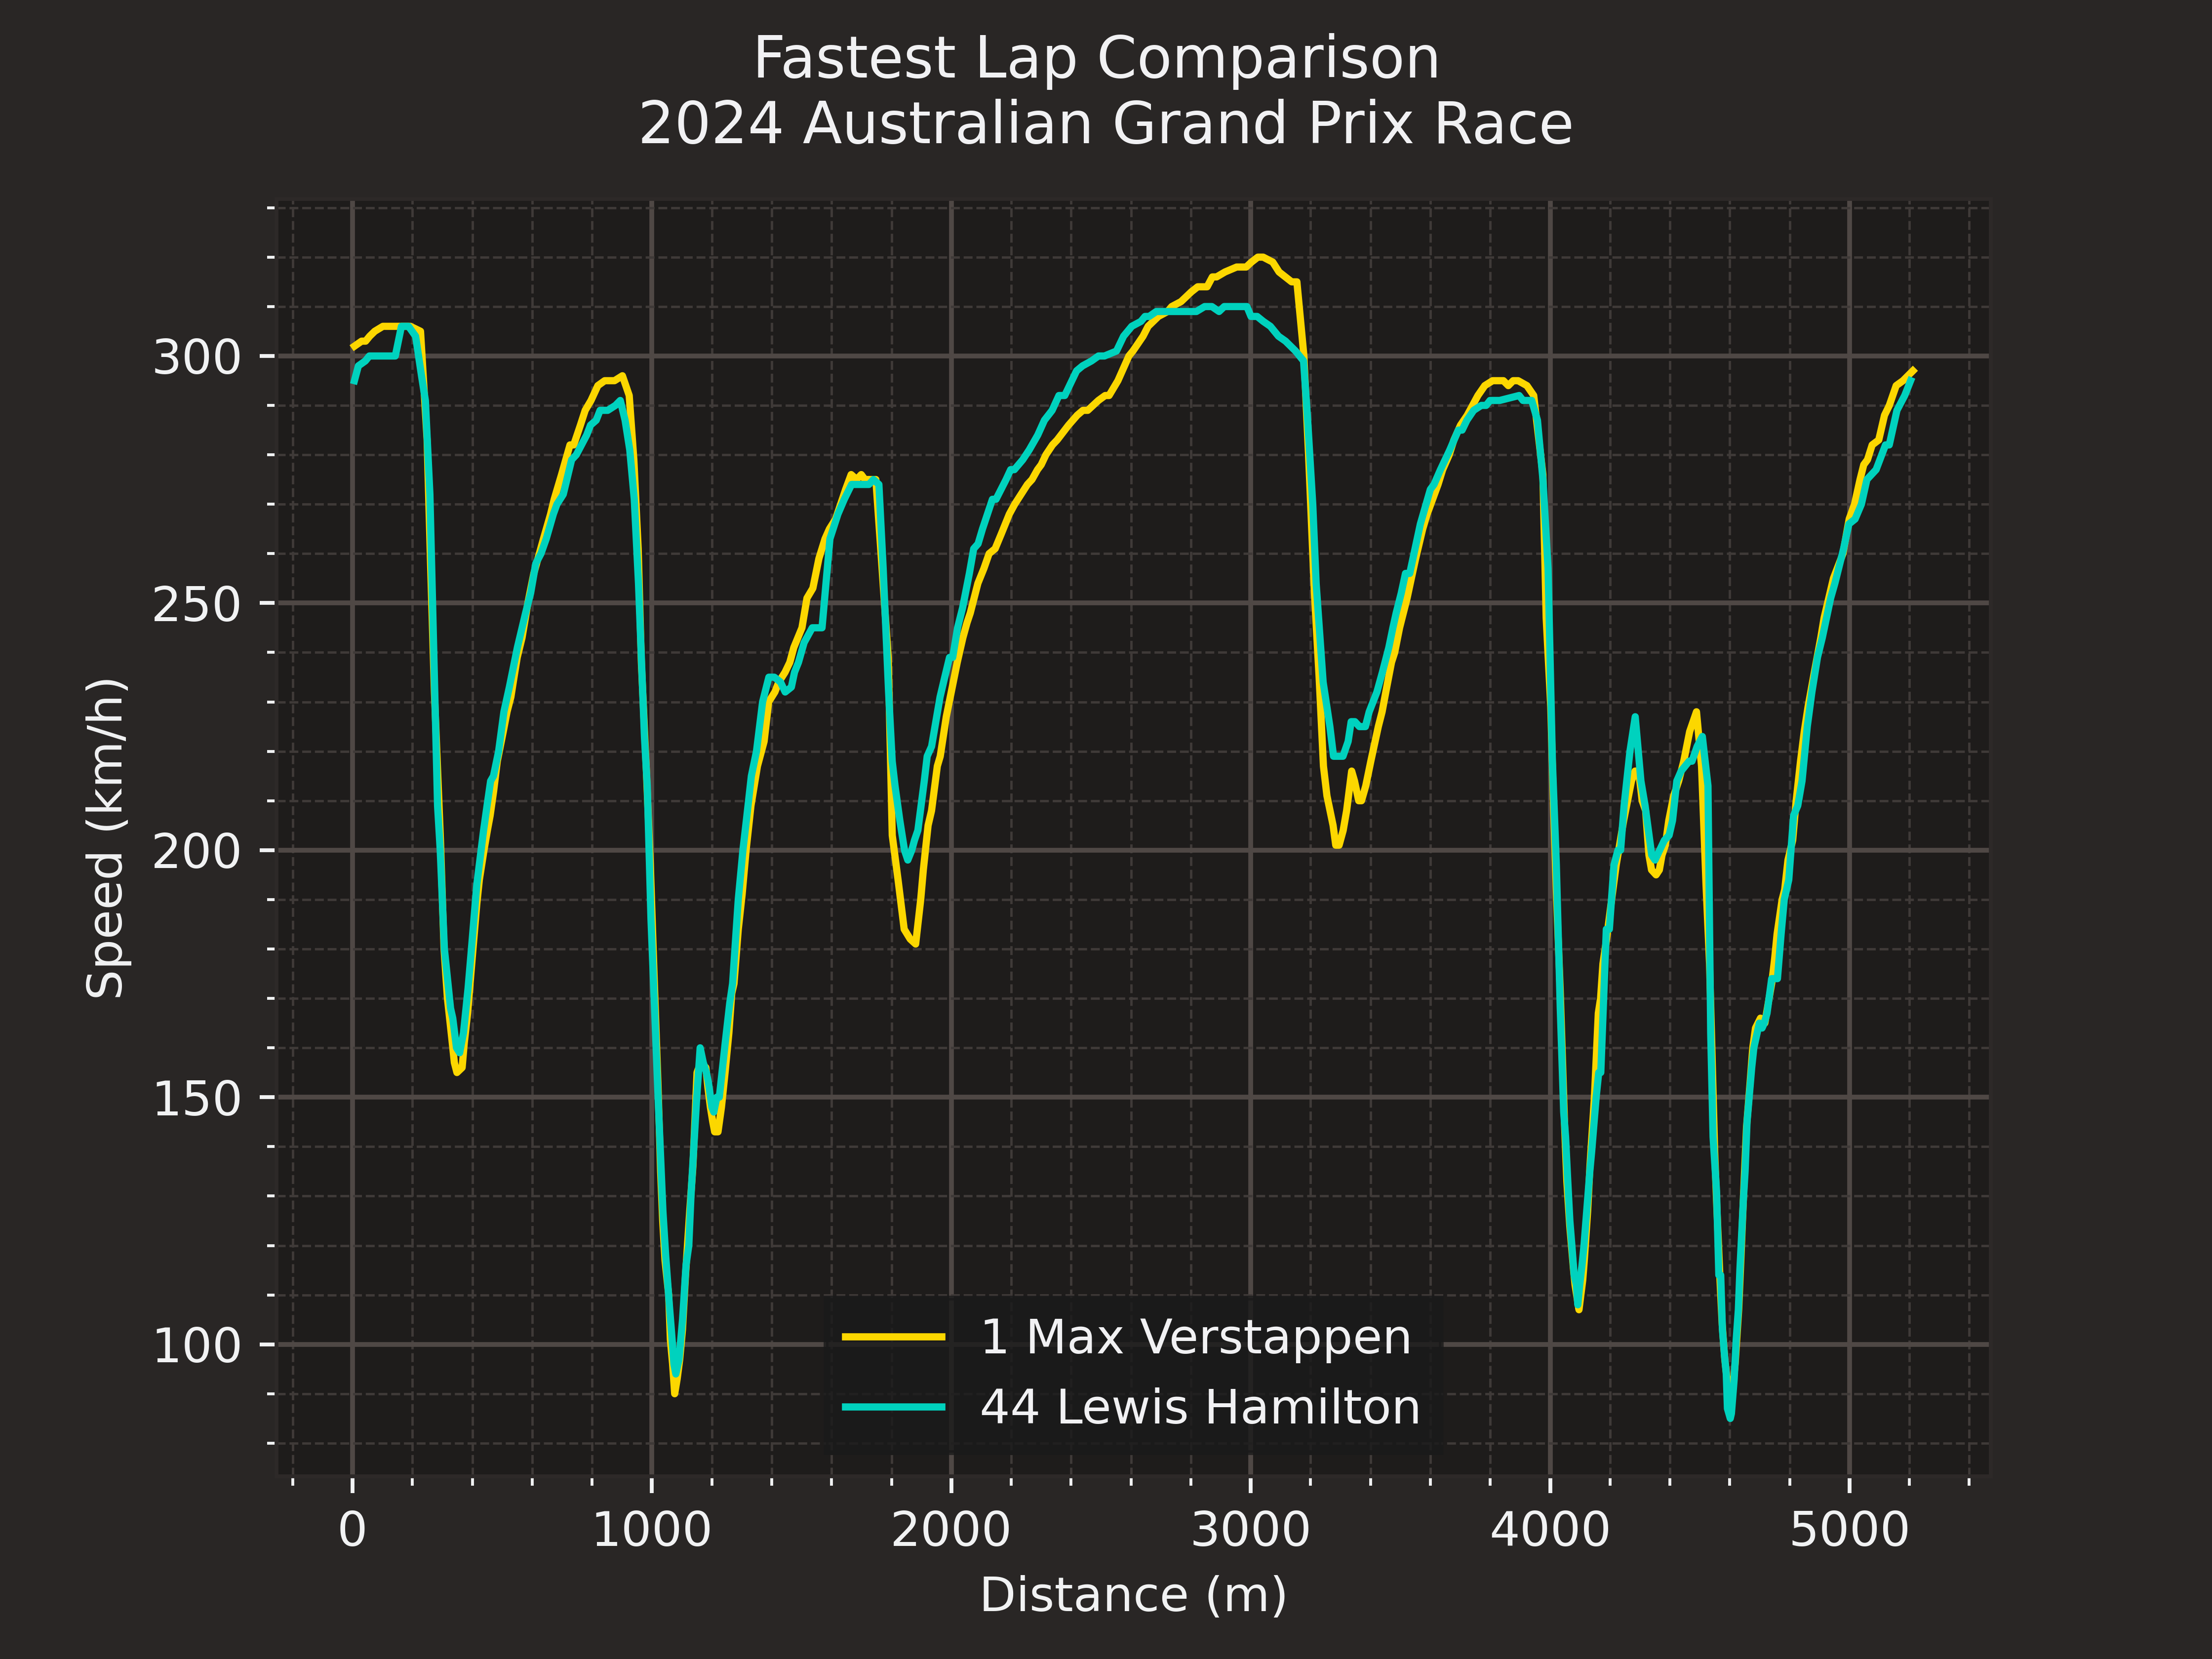 Fastest Lap Comparison
2024 Australian Grand Prix Race
300
250
200
150
100
Speed (km/h)
1 Max Verstappen
44 Lewis Hamilton
0 1000 2000 3000 4000 5000
Distance (m)